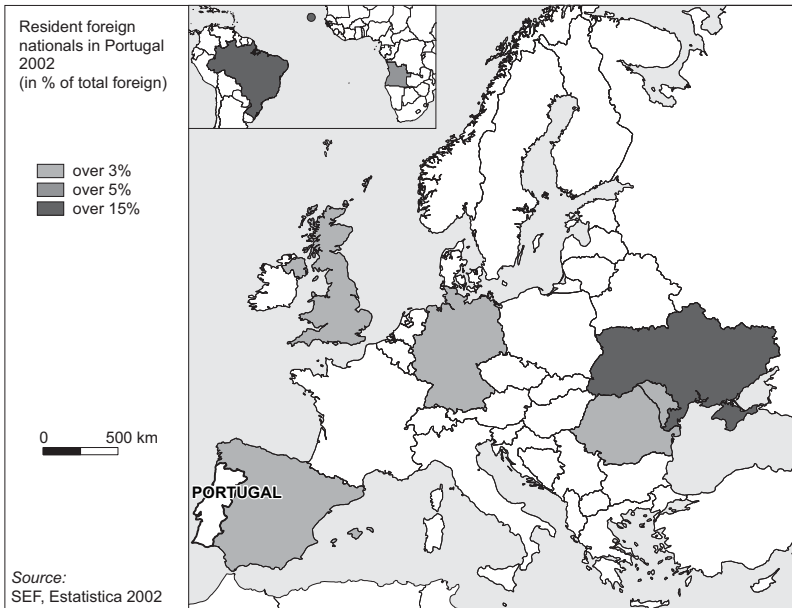 Resident foreign
nationals in Portugal
2002
(in % of total foreign)
over 3%
over 5%
over 15%
0 500 km
PORTUGAL
Source:
SEF, Estatistica 2002